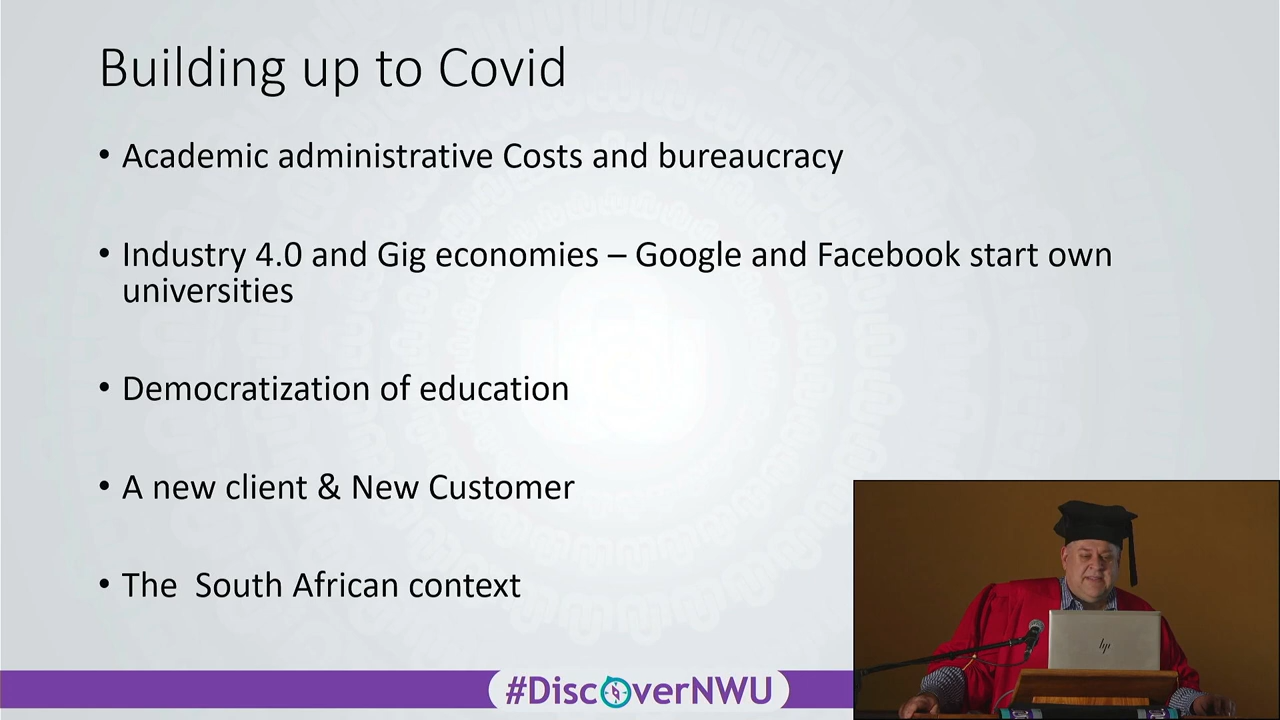 Building up to Covid
• Academic administrative Costs and bureaucracy
• Industry 4.0 and Gig economies – Google and Facebook start own
universities
• Democratization of education
• A new client & New Customer
• The  South African context
#DiscoverNWU
hp